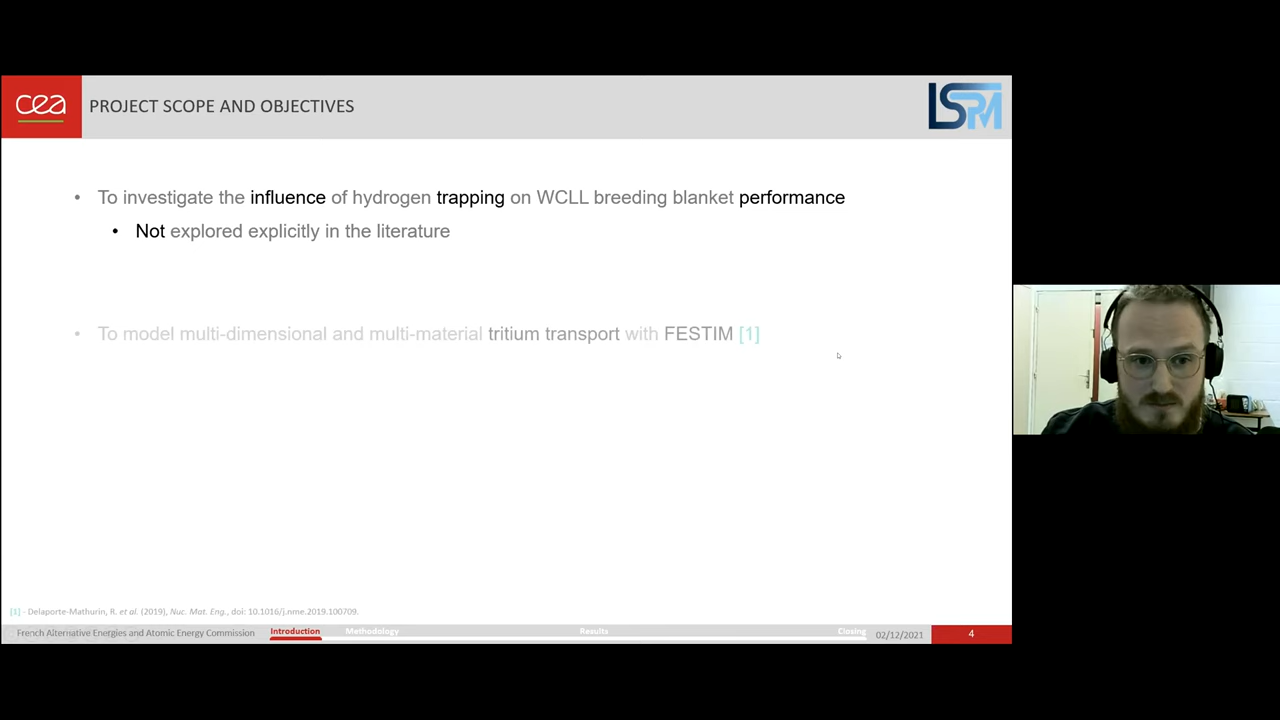 cea
PROJECT SCOPE AND OBJECTIVES
LSPM
• To investigate the influence of hydrogen trapping on WCLL breeding blanket performance
• Not explored explicitly in the literature
• To model multi-dimensional and multi-material tritium transport with FESTIM [1]
[1] - Delaporte-Mathurin, R. et al. (2019), Nuc. Mat. Eng., doi: 10.1016/j.nme.2019.100709.
French Alternative Energies and Atomic Energy Commission Introduction Methodology Results Closing 02/12/2021 4